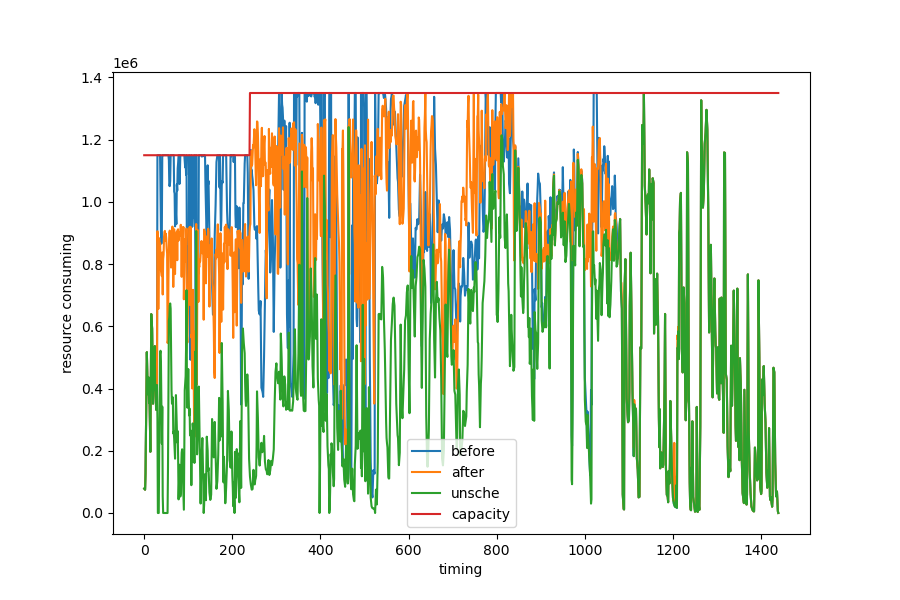 1e6
1.4
1.2
1.0
0.8
0.6
0.4
0.2
0.0
resource consuming
before
after
unsche
capacity
0 200 400 600 800 1000 1200 1400
timing